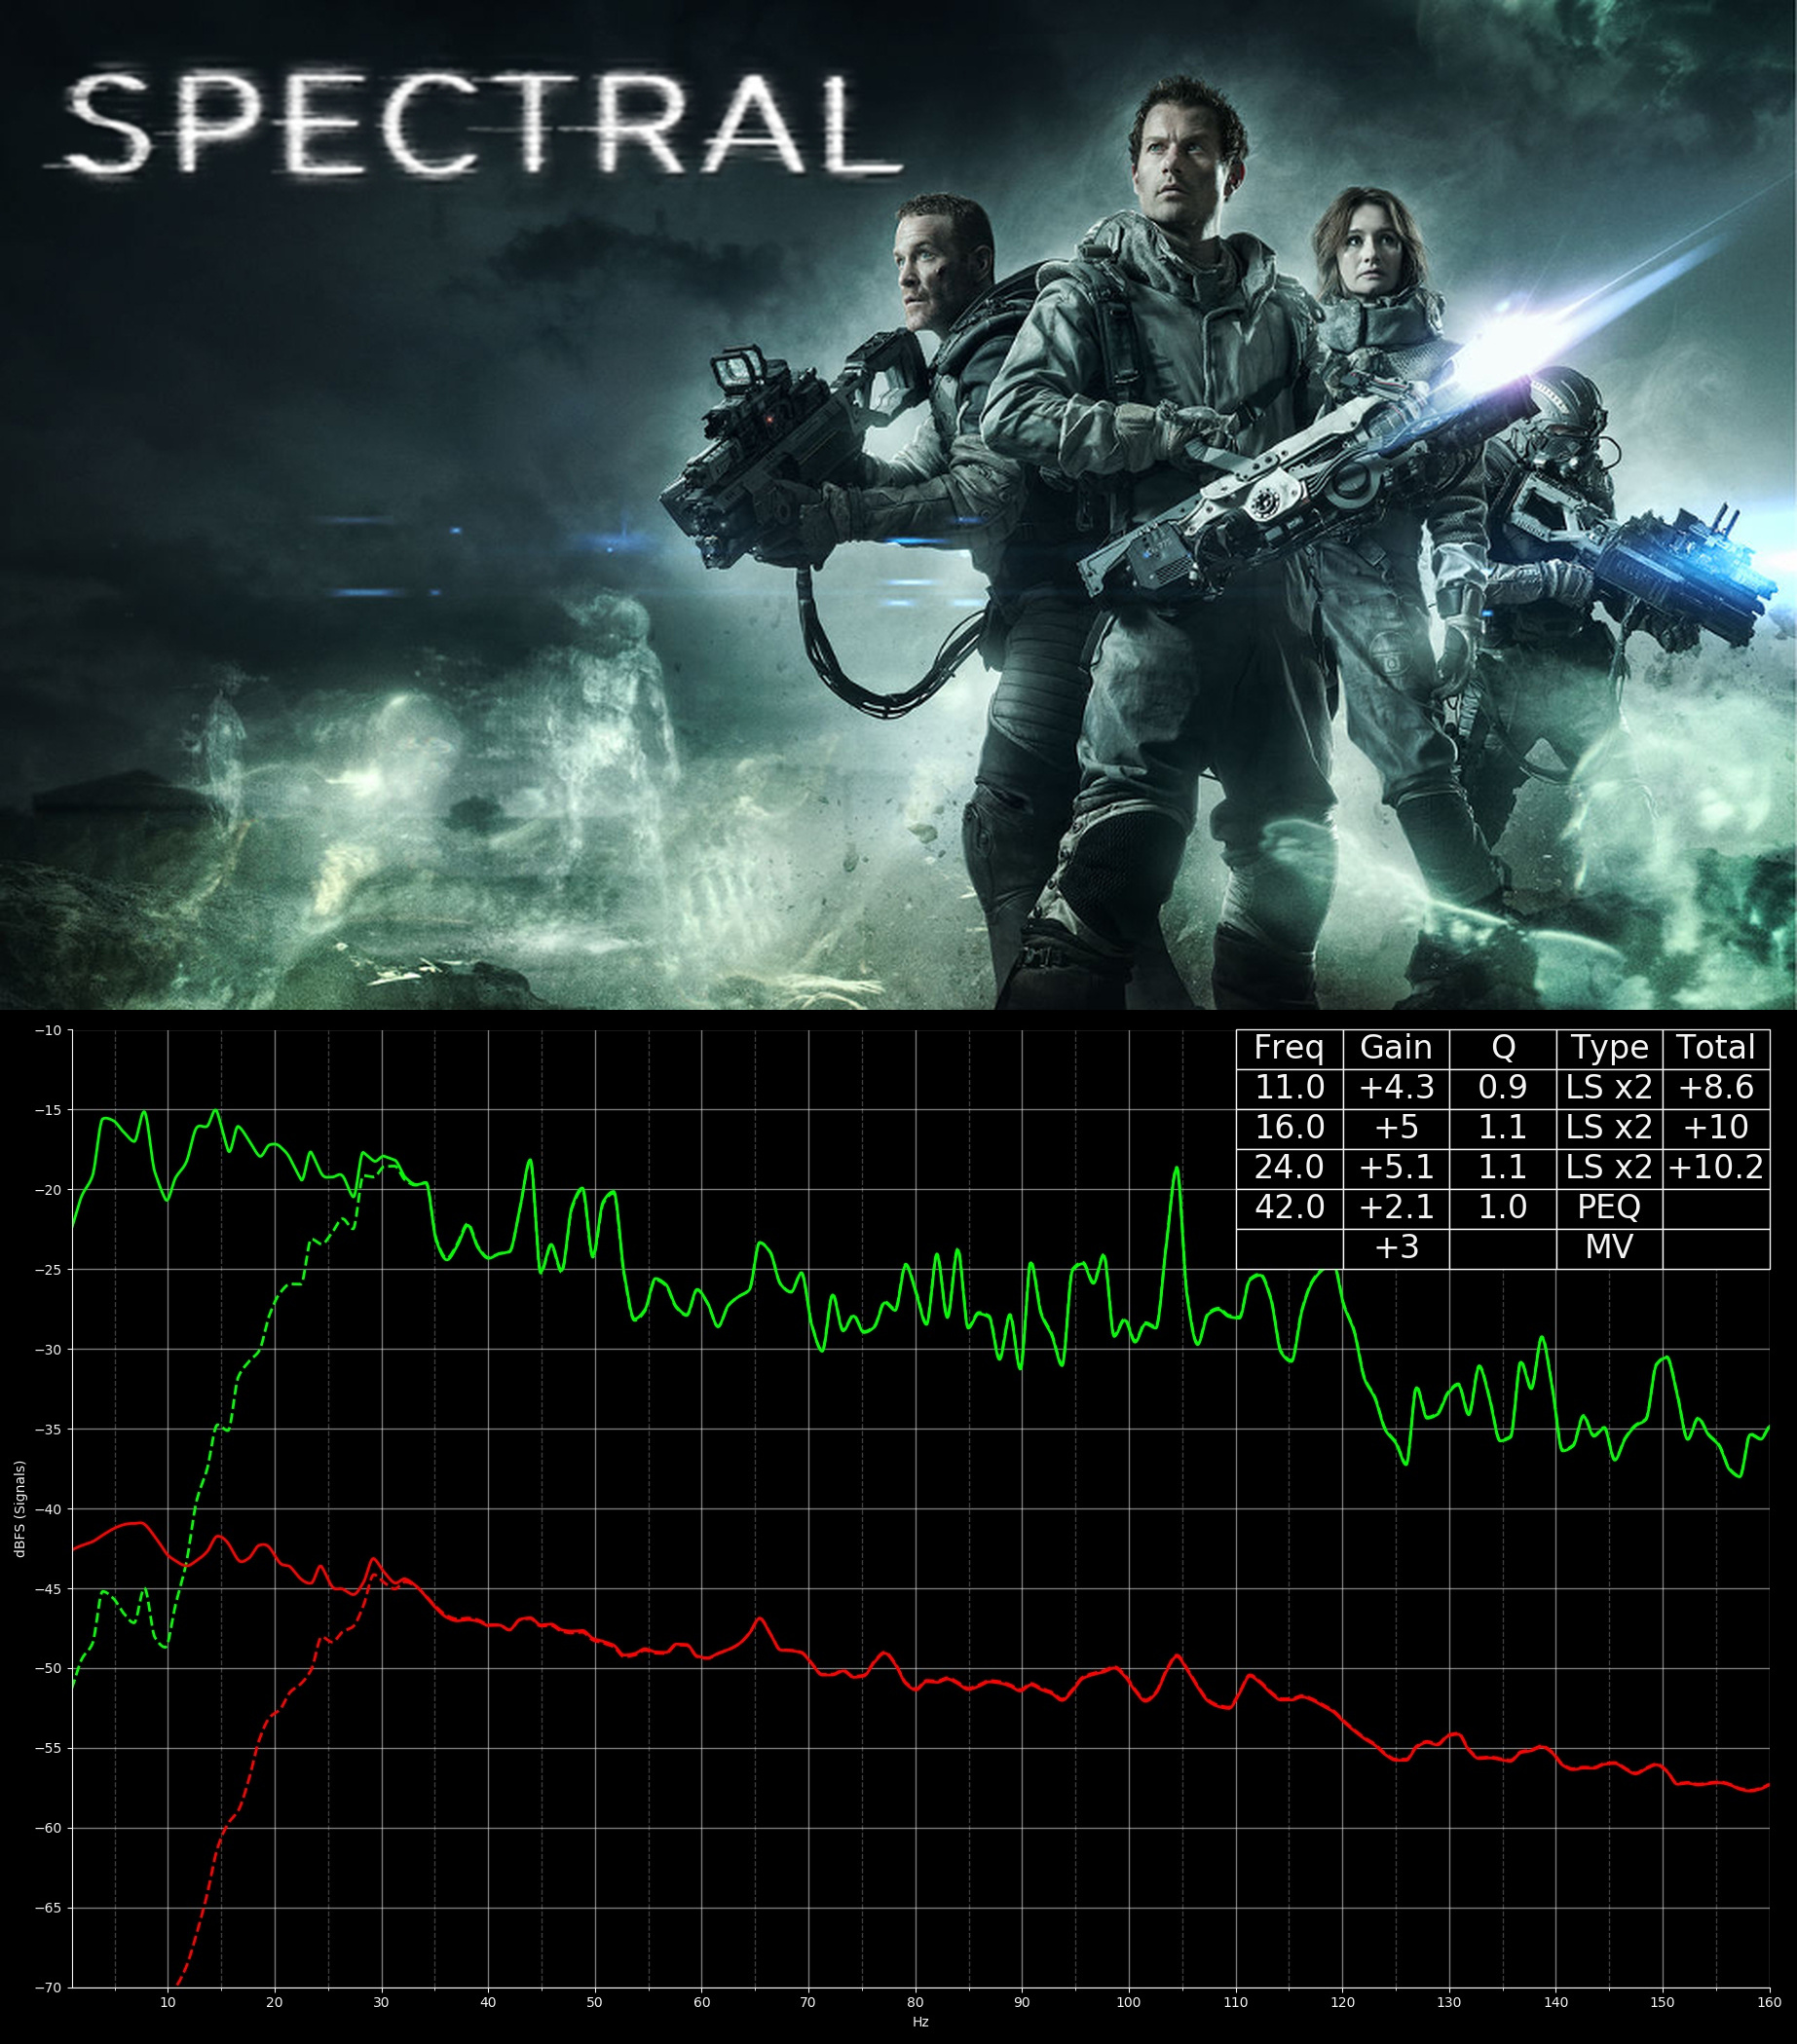 SPECTRAL
Freq Gain Q Type Total
11.0 +4.3 0.9 LS x2 +8.6
16.0 +5 1.1 LS x2 +10
24.0 +5.1 1.1 LS x2 +10.2
42.0 +2.1 1.0 PEQ
+3 MV
−10
−15
−20
−25
−30
−35
−40
−45
−50
−55
−60
−65
−70
dBFS (Signals)
10 20 30 40 50 60 70 80 90 100 110 120 130 140 150 160
Hz